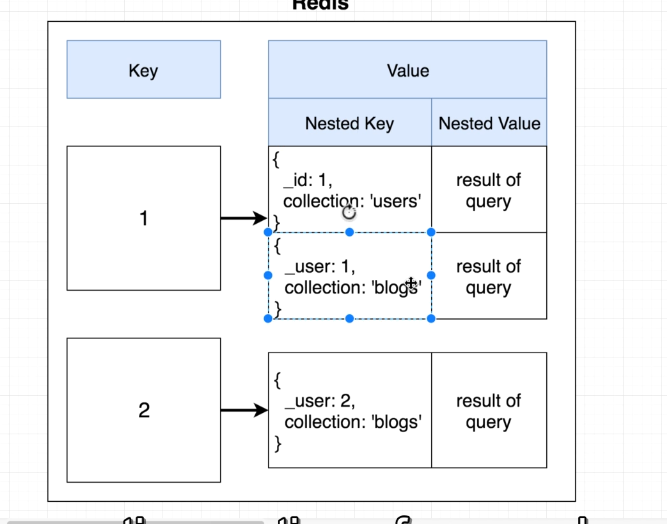 Redis
Key
Value
Nested Key
Nested Value
1
{
_id: 1,
collection: 'users'
}
result of
query
{
_user: 1,
collection: 'blogs'
}
result of
query
2
{
_user: 2,
collection: 'blogs'
}
result of
query